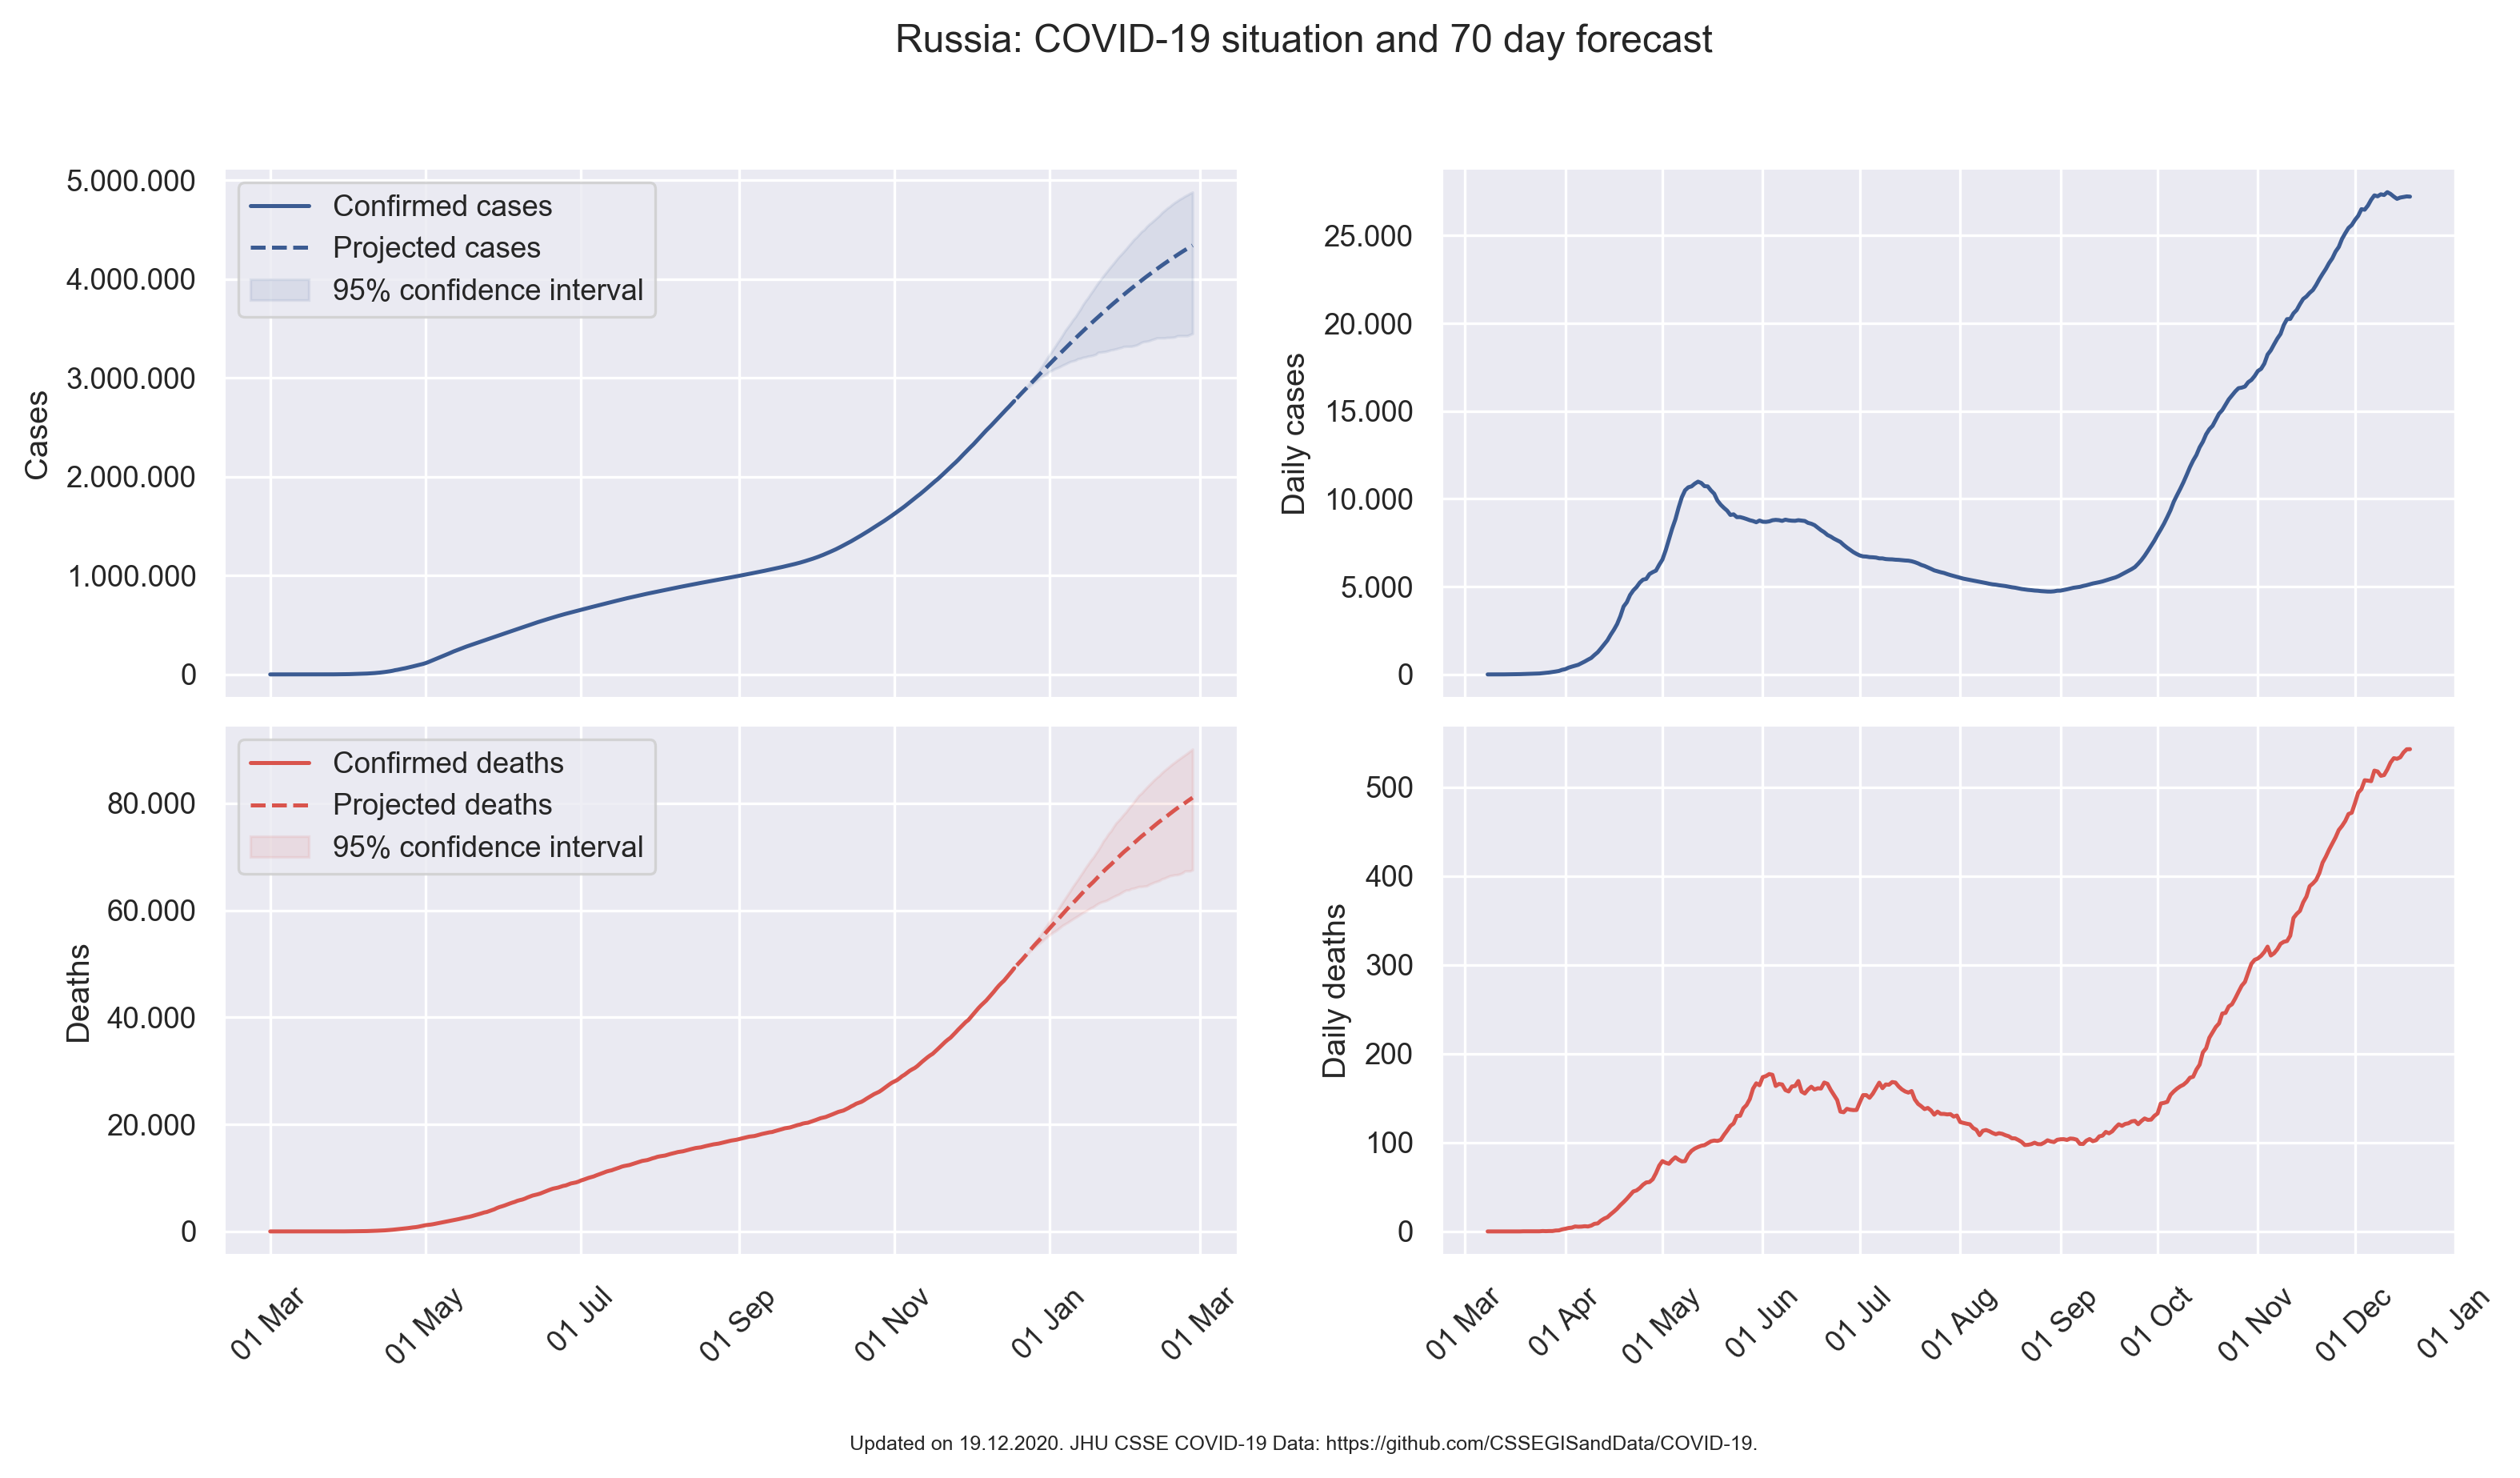 Russia: COVID-19 situation and 70 day forecast
5.000.000
4.000.000
3.000.000
2.000.000
1.000.000
0
Cases
Confirmed cases
Projected cases
95% confidence interval
25.000
20.000
15.000
10.000
5.000
0
Daily cases
80.000
60.000
40.000
20.000
0
Deaths
Confirmed deaths
Projected deaths
95% confidence interval
500
400
300
200
100
0
Daily deaths
01 Mar
01 May
01 Jul
01 Sep
01 Nov
01 Jan
01 Mar
01 Mar
01 Apr
01 May
01 Jun
01 Jul
01 Aug
01 Sep
01 Oct
01 Nov
01 Dec
01 Jan
Updated on 19.12.2020. JHU CSSE COVID-19 Data: https://github.com/CSSEGISandData/COVID-19.